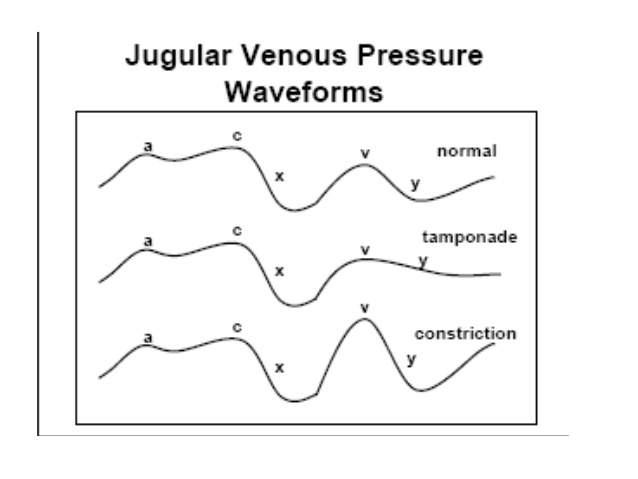 Jugular Venous Pressure
Waveforms
a c x v y normal
a c x v y tamponade
a c x v y constriction